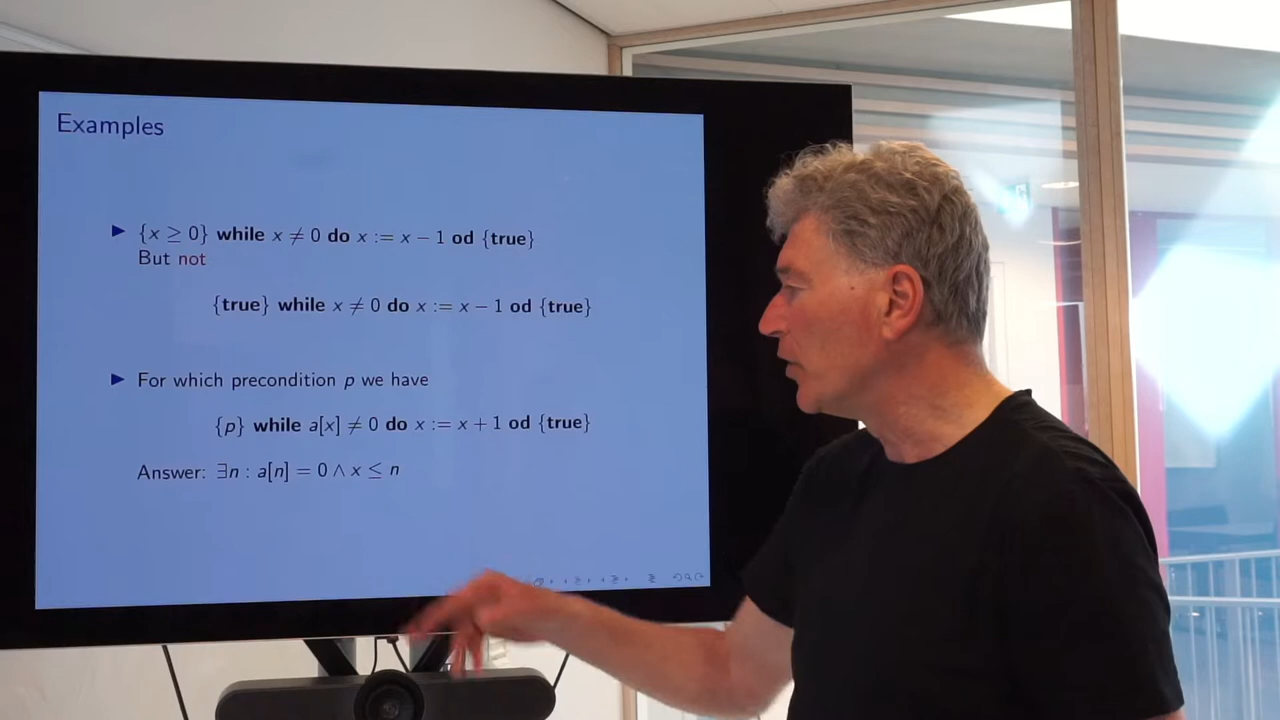 Examples
▶ {x ≥ 0} while x ≠ 0 do x := x − 1 od {true}
But not
{true} while x ≠ 0 do x := x − 1 od {true}
▶ For which precondition p we have
{p} while a[x] ≠ 0 do x := x + 1 od {true}
Answer: ∃n : a[n] = 0 ∧ x ≤ n